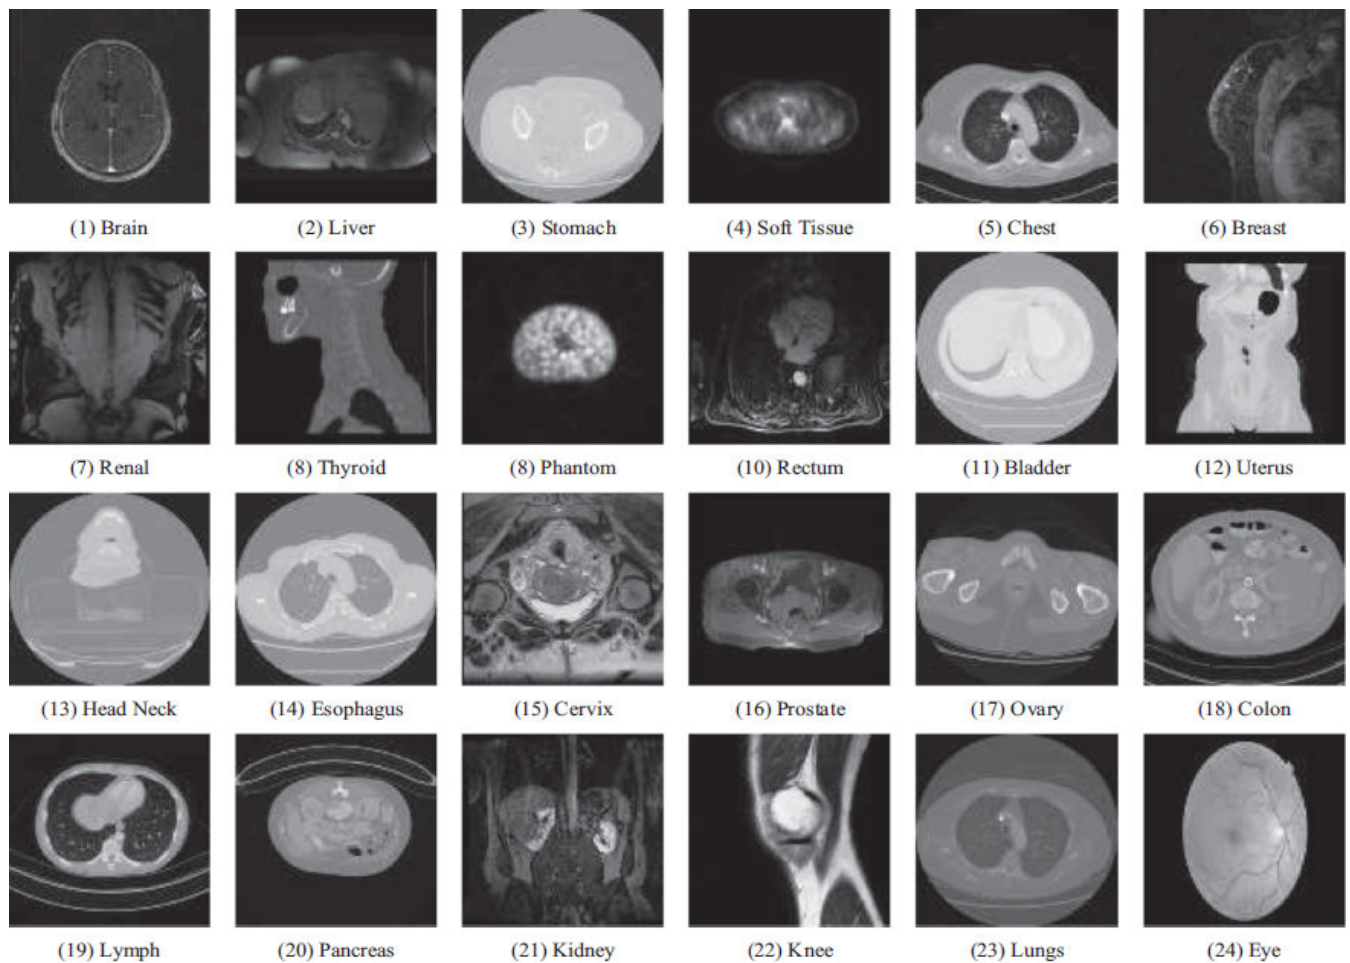 (1) Brain
(2) Liver
(3) Stomach
(4) Soft Tissue
(5) Chest
(6) Breast
(7) Renal
(8) Thyroid
(8) Phantom
(10) Rectum
(11) Bladder
(12) Uterus
(13) Head Neck
(14) Esophagus
(15) Cervix
(16) Prostate
(17) Ovary
(18) Colon
(19) Lymph
(20) Pancreas
(21) Kidney
(22) Knee
(23) Lungs
(24) Eye